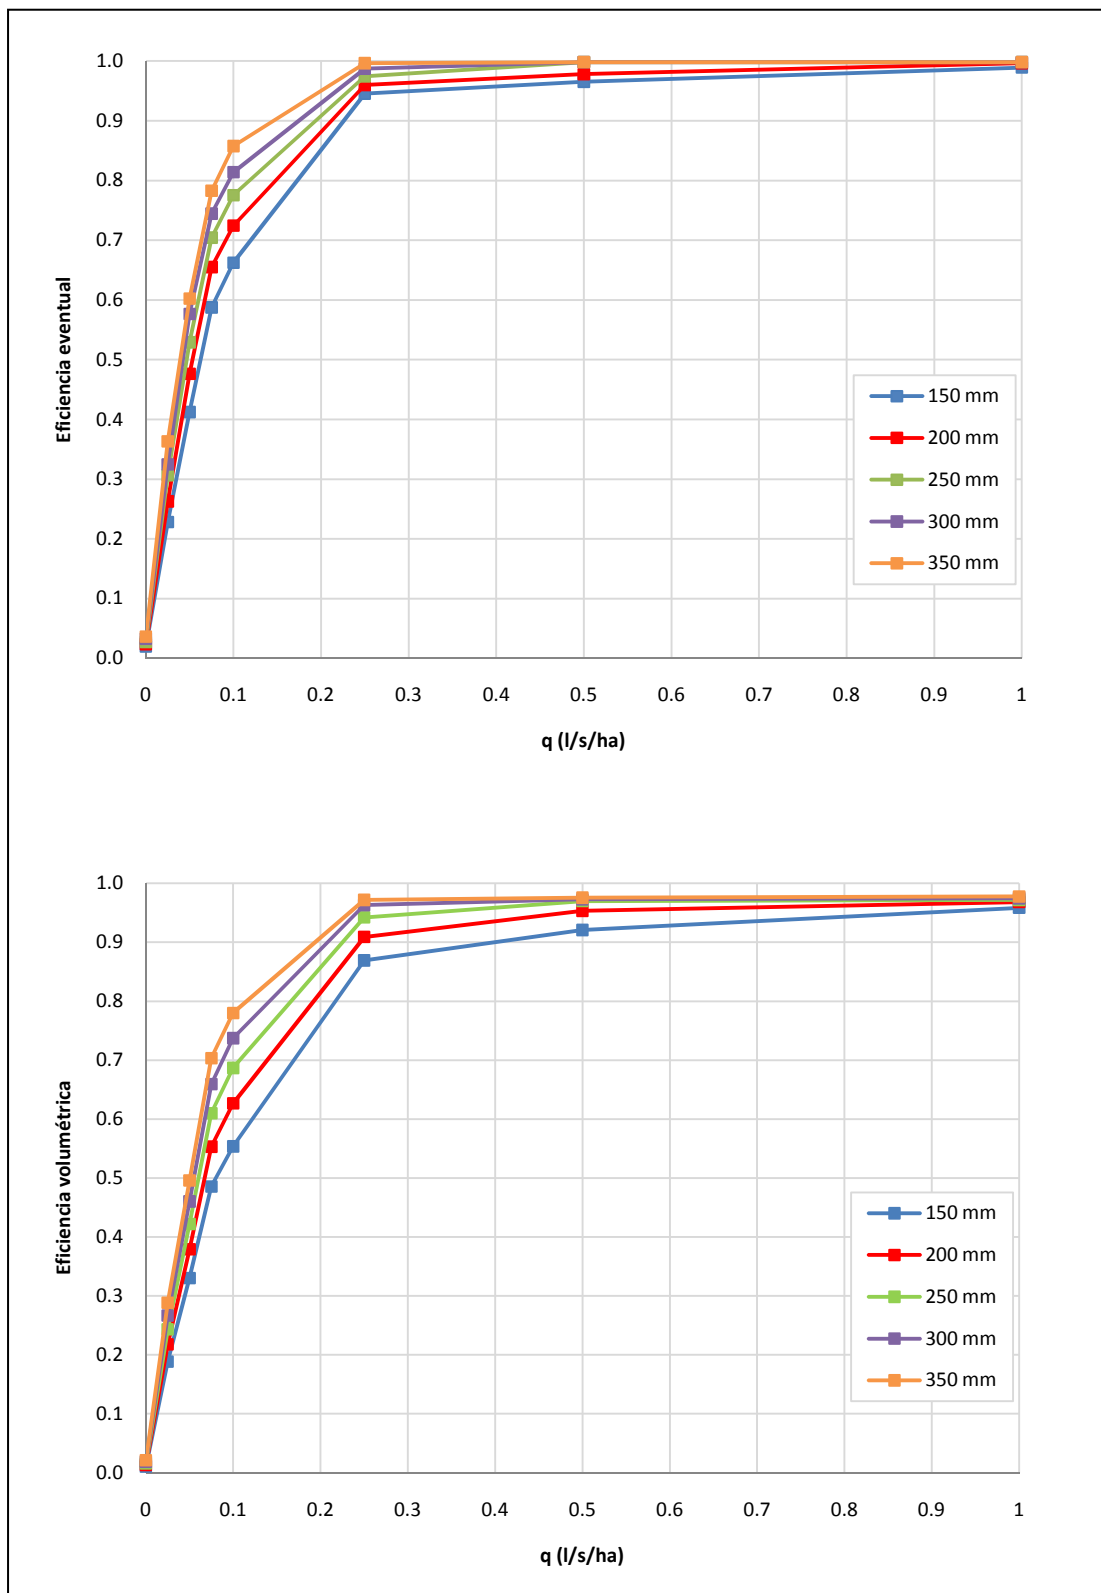 1.0
0.9
0.8
0.7
0.6
0.5
0.4
0.3
0.2
0.1
0.0
Eficiencia eventual
150 mm
200 mm
250 mm
300 mm
350 mm
0 0.1 0.2 0.3 0.4 0.5 0.6 0.7 0.8 0.9 1
q (l/s/ha)
1.0
0.9
0.8
0.7
0.6
0.5
0.4
0.3
0.2
0.1
0.0
Eficiencia volumétrica
150 mm
200 mm
250 mm
300 mm
350 mm
0 0.1 0.2 0.3 0.4 0.5 0.6 0.7 0.8 0.9 1
q (l/s/ha)